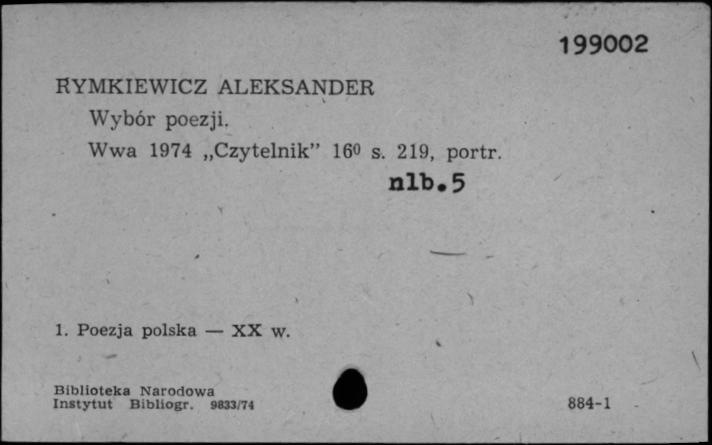 199002
RYMKIEWICZ ALEKSANDER
Wybór poezji.
Wwa 1974 „Czytelnik” 16⁰ s. 219, portr.
nlb.5
1. Poezja polska — XX w.
Biblioteka Narodowa
Instytut Bibliogr. 9833/74
884-1